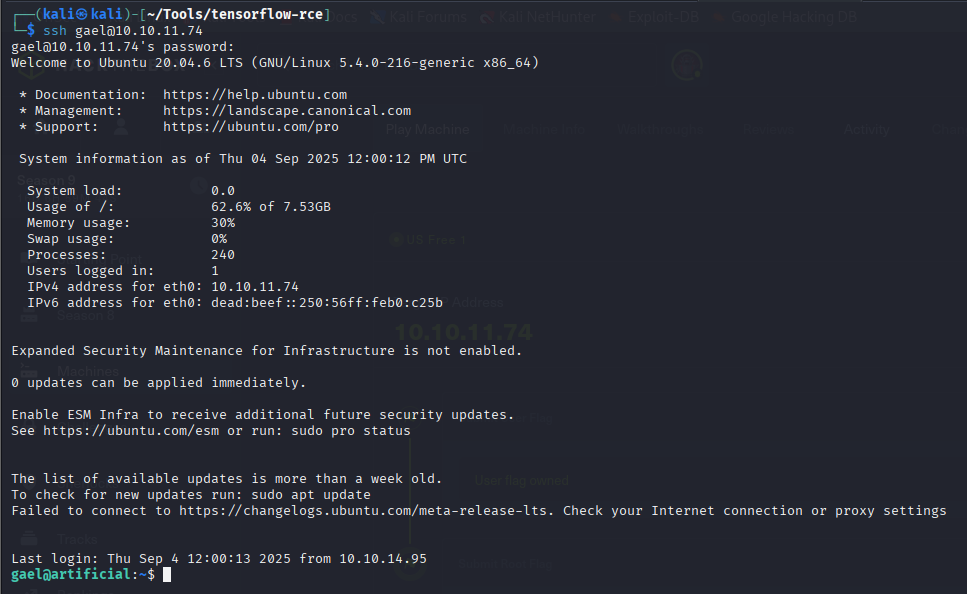 ┌──(kali㉿kali)-[~/Tools/tensorflow-rce]
└─$ ssh gael@10.10.11.74
gael@10.10.11.74's password:
Welcome to Ubuntu 20.04.6 LTS (GNU/Linux 5.4.0-216-generic x86_64)
* Documentation:  https://help.ubuntu.com
* Management:     https://landscape.canonical.com
* Support:        https://ubuntu.com/pro
System information as of Thu 04 Sep 2025 12:00:12 PM UTC
System load:            0.0
Usage of /:             62.6% of 7.53GB
Memory usage:           30%
Swap usage:             0%
Processes:              240
Users logged in:        1
IPv4 address for eth0: 10.10.11.74
IPv6 address for eth0: dead:beef::250:56ff:feb0:c25b
10.10.11.74
Expanded Security Maintenance for Infrastructure is not enabled.
Machines
0 updates can be applied immediately.
Enable ESM Infra to receive additional future security updates.
See https://ubuntu.com/esm or run: sudo pro status
The list of available updates is more than a week old.
User flag owned
To check for new updates run: sudo apt update
Failed to connect to https://changelogs.ubuntu.com/meta-release-lts. Check your Internet connection or proxy settings
Tracks
Last login: Thu Sep  4 12:00:13 2025 from 10.10.14.95
gael@artificial:~$